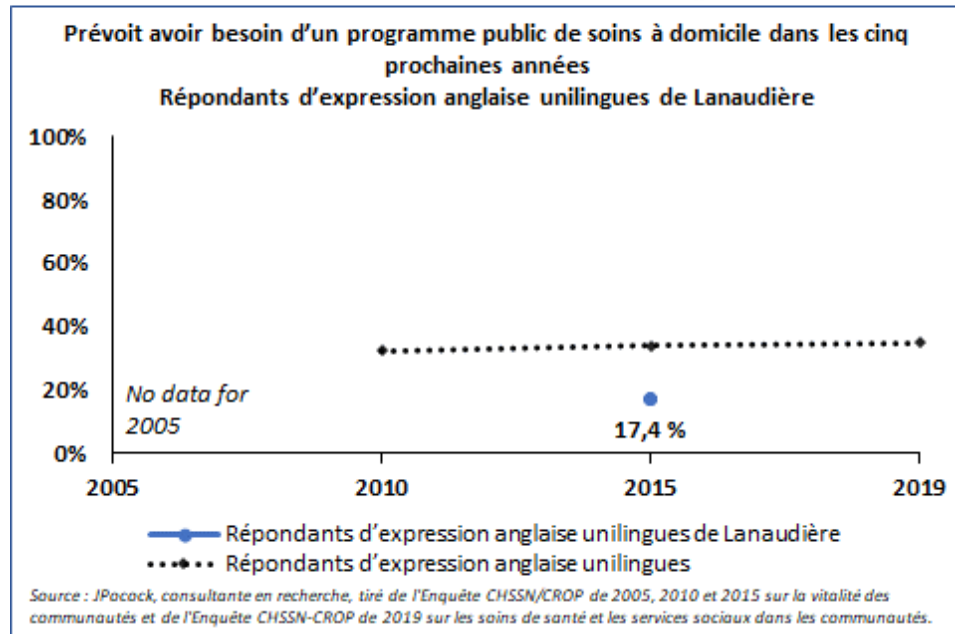 Prévoit avoir besoin d’un programme public de soins à domicile dans les cinq
prochaines années
Répondants d’expression anglaise unilingues de Lanaudière
100%
80%
60%
40%
20%
0%
No data for
2005
17,4 %
2005 2010 2015 2019
Répondants d’expression anglaise unilingues de Lanaudière
Répondants d’expression anglaise unilingues
Source : JPocock, consultante en recherche, tiré de l'Enquête CHSSN/CROP de 2005, 2010 et 2015 sur la vitalité des
communautés et de l'Enquête CHSSN-CROP de 2019 sur les soins de santé et les services sociaux dans les communautés.